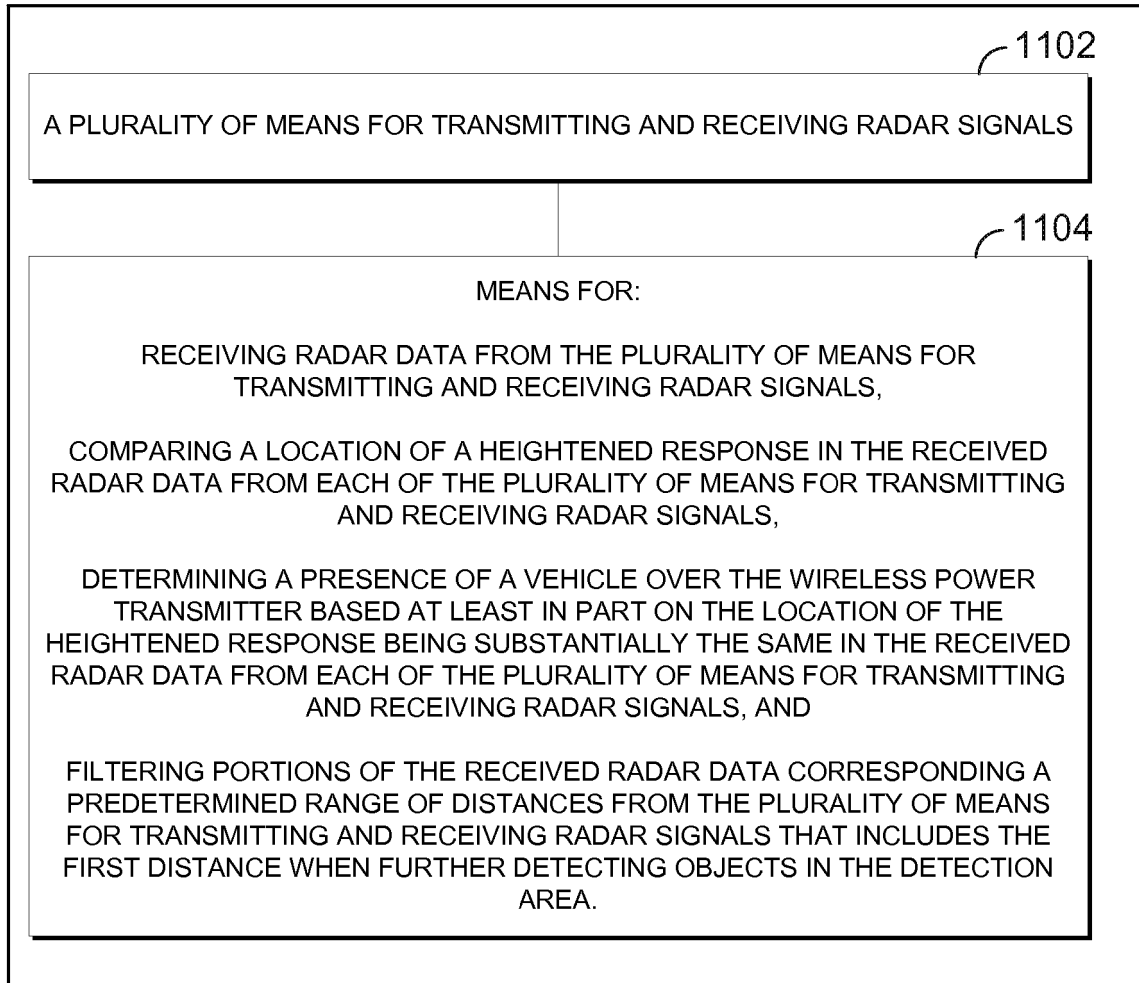 1102
A PLURALITY OF MEANS FOR TRANSMITTING AND RECEIVING RADAR SIGNALS
1104
MEANS FOR:
RECEIVING RADAR DATA FROM THE PLURALITY OF MEANS FOR
TRANSMITTING AND RECEIVING RADAR SIGNALS,
COMPARING A LOCATION OF A HEIGHTENED RESPONSE IN THE RECEIVED
RADAR DATA FROM EACH OF THE PLURALITY OF MEANS FOR TRANSMITTING
AND RECEIVING RADAR SIGNALS,
DETERMINING A PRESENCE OF A VEHICLE OVER THE WIRELESS POWER
TRANSMITTER BASED AT LEAST IN PART ON THE LOCATION OF THE
HEIGHTENED RESPONSE BEING SUBSTANTIALLY THE SAME IN THE RECEIVED
RADAR DATA FROM EACH OF THE PLURALITY OF MEANS FOR TRANSMITTING
AND RECEIVING RADAR SIGNALS, AND
FILTERING PORTIONS OF THE RECEIVED RADAR DATA CORRESPONDING A
PREDETERMINED RANGE OF DISTANCES FROM THE PLURALITY OF MEANS
FOR TRANSMITTING AND RECEIVING RADAR SIGNALS THAT INCLUDES THE
FIRST DISTANCE WHEN FURTHER DETECTING OBJECTS IN THE DETECTION
AREA.